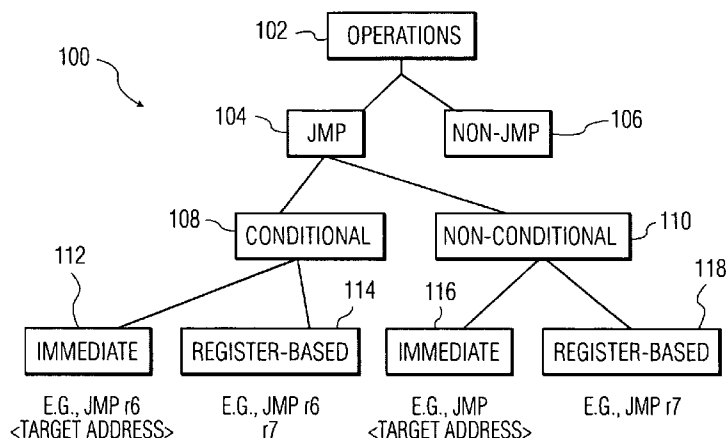 102
OPERATIONS
100
104
JMP
NON-JMP
106
108
CONDITIONAL
NON-CONDITIONAL
110
112
114
116
118
IMMEDIATE
REGISTER-BASED
IMMEDIATE
REGISTER-BASED
E.G., JMP r6
<TARGET ADDRESS>
E.G., JMP r6
r7
E.G., JMP
<TARGET ADDRESS>
E.G., JMP r7